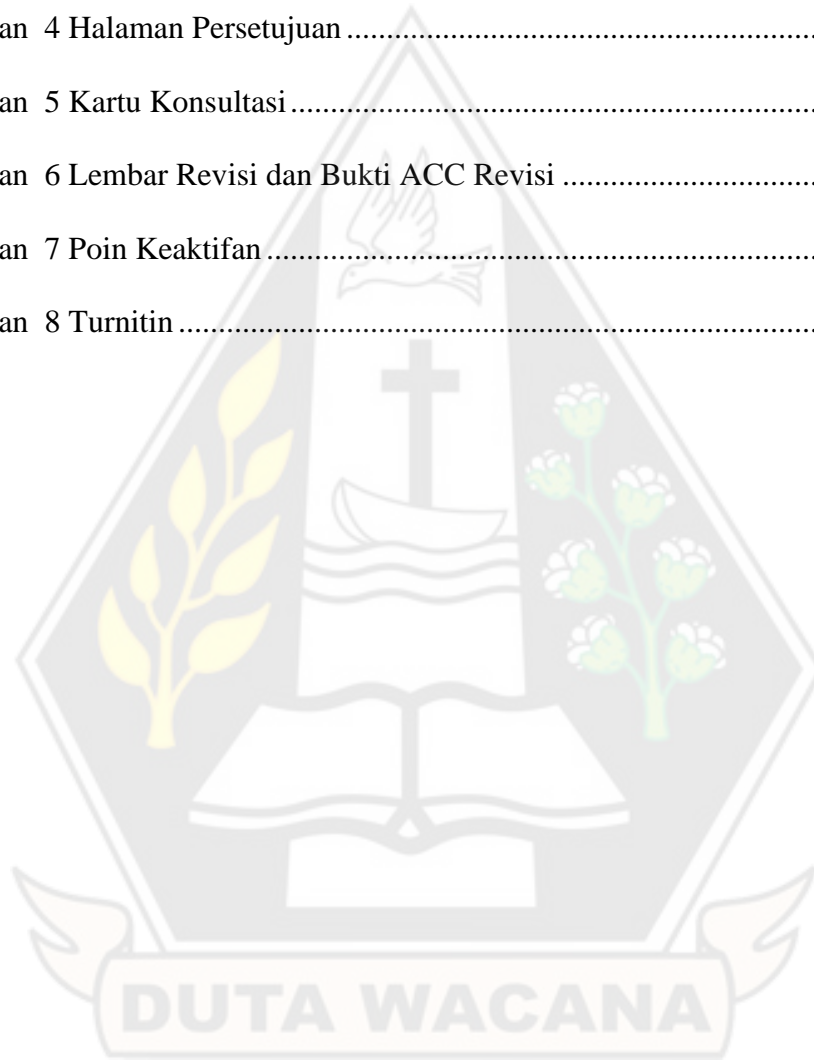 an 4 Halaman Persetujuan ..............................................................
an 5 Kartu Konsultasi .....................................................................
an 6 Lembar Revisi dan Bukti ACC Revisi ..................................
an 7 Poin Keaktifan ........................................................................
an 8 Turnitin ...................................................................................
DUTA WACANA